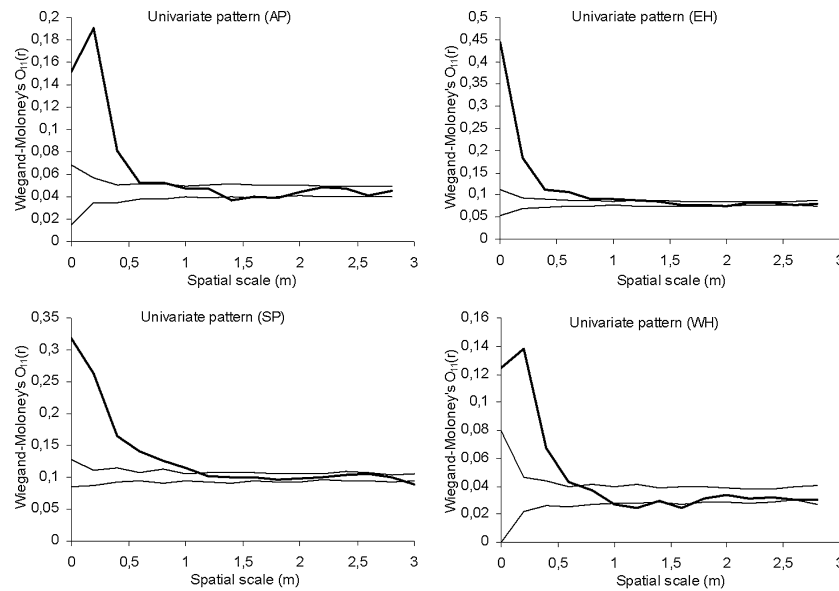 Univariate pattern (AP)
Wiegand-Moloney's O₁₁(r)
0,2
0,18
0,16
0,14
0,12
0,1
0,08
0,06
0,04
0,02
0
0 0,5 1 1,5 2 2,5 3
Spatial scale (m)
Univariate pattern (EH)
Wiegand-Moloney's O₁₁(r)
0,5
0,45
0,4
0,35
0,3
0,25
0,2
0,15
0,1
0,05
0
0 0,5 1 1,5 2 2,5 3
Spatial scale (m)
Univariate pattern (SP)
Wiegand-Moloney's O₁₁(r)
0,35
0,3
0,25
0,2
0,15
0,1
0,05
0
0 0,5 1 1,5 2 2,5 3
Spatial scale (m)
Univariate pattern (WH)
Wiegand-Moloney's O₁₁(r)
0,16
0,14
0,12
0,1
0,08
0,06
0,04
0,02
0
0 0,5 1 1,5 2 2,5 3
Spatial scale (m)